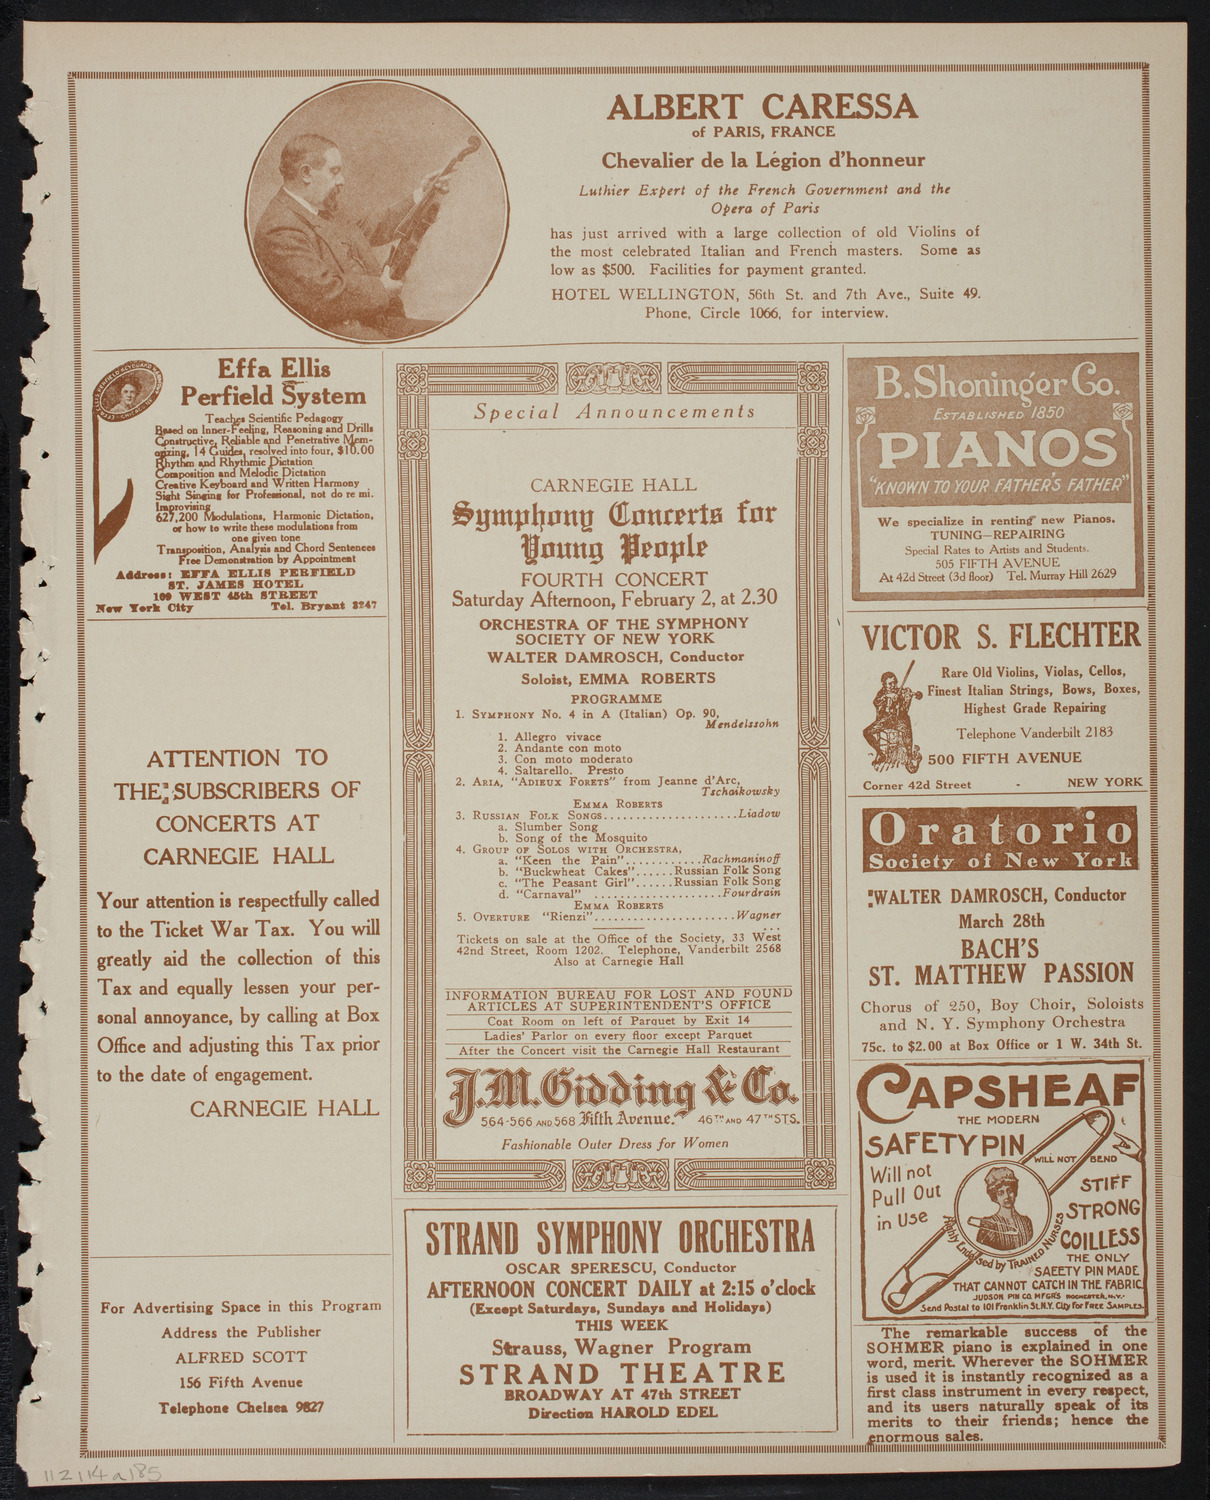 ALBERT CARESSA
of PARIS, FRANCE
Chevalier de la Légion d'honneur
Luthier Expert of the French Government and the
Opera of Paris
has just arrived with a large collection of old Violins of
the most celebrated Italian and French masters. Some as
low as $500. Facilities for payment granted.
HOTEL WELLINGTON, 56th St. and 7th Ave., Suite 49.
Phone, Circle 1066, for interview.
Effa Ellis
Perfield System
Teaches Scientific Pedagogy
Based on Inner-Feeling, Reasoning and Drills
Constructive, Reliable and Penetrative Mem-
orizing, 14 Guides, resolved into four, $10.00
Rhythm and Rhythmic Dictation
Composition and Melodic Dictation
Creative Keyboard and Written Harmony
Sight Singing for Professional, not do re mi.
Improvising
627,200 Modulations, Harmonic Dictation,
or how to write these modulations from
one given tone
Transposition, Analysis and Chord Sentences
Free Demonstration by Appointment
Address: EFFA ELLIS PERFIELD
ST. JAMES HOTEL
109 WEST 45th STREET
New York City Tel. Bryant 3247
ATTENTION TO
THE SUBSCRIBERS OF
CONCERTS AT
CARNEGIE HALL
Your attention is respectfully called
to the Ticket War Tax. You will
greatly aid the collection of this
Tax and equally lessen your per-
sonal annoyance, by calling at Box
Office and adjusting this Tax prior
to the date of engagement.
CARNEGIE HALL
For Advertising Space in this Program
Address the Publisher
ALFRED SCOTT
156 Fifth Avenue
Telephone Chelsea 9827
Special Announcements
CARNEGIE HALL
Symphony Concerts for
Young People
FOURTH CONCERT
Saturday Afternoon, February 2, at 2.30
ORCHESTRA OF THE SYMPHONY
SOCIETY OF NEW YORK
WALTER DAMROSCH, Conductor
Soloist, EMMA ROBERTS
PROGRAMME
1. SYMPHONY No. 4 in A (Italian) Op. 90,
Mendelssohn
1. Allegro vivace
2. Andante con moto
3. Con moto moderato
4. Saltarello. Presto
2. ARIA, "ADIEUX FORETS" from Jeanne d'Arc,
Tschaikowsky
EMMA ROBERTS
3. RUSSIAN FOLK SONGS.....................Liadow
a. Slumber Song
b. Song of the Mosquito
4. GROUP OF SOLOS WITH ORCHESTRA,
a. "Keen the Pain"............Rachmaninoff
b. "Buckwheat Cakes"......Russian Folk Song
c. "The Peasant Girl"......Russian Folk Song
d. "Carnaval" ....................Fourdrain
EMMA ROBERTS
5. OVERTURE "Rienzi"......................Wagner
Tickets on sale at the Office of the Society, 33 West
42nd Street, Room 1202. Telephone, Vanderbilt 2568
Also at Carnegie Hall
INFORMATION BUREAU FOR LOST AND FOUND
ARTICLES AT SUPERINTENDENT'S OFFICE
Coat Room on left of Parquet by Exit 14
Ladies' Parlor on every floor except Parquet
After the Concert visit the Carnegie Hall Restaurant
J.M. Gidding & Co.
564-566 AND 568 Fifth Avenue. 46TH AND 47TH STS.
Fashionable Outer Dress for Women
STRAND SYMPHONY ORCHESTRA
OSCAR SPERESCU, Conductor
AFTERNOON CONCERT DAILY at 2:15 o'clock
(Except Saturdays, Sundays and Holidays)
THIS WEEK
Strauss, Wagner Program
STRAND THEATRE
BROADWAY AT 47th STREET
Direction HAROLD EDEL
B. Shoninger Co.
ESTABLISHED 1850
PIANOS
"KNOWN TO YOUR FATHER'S FATHER"
We specialize in renting new Pianos.
TUNING—REPAIRING
Special Rates to Artists and Students.
505 FIFTH AVENUE
At 42d Street (3d floor) Tel. Murray Hill 2629
VICTOR S. FLECHTER
Rare Old Violins, Violas, Cellos,
Finest Italian Strings, Bows, Boxes,
Highest Grade Repairing
Telephone Vanderbilt 2183
500 FIFTH AVENUE
Corner 42d Street - NEW YORK
Oratorio
Society of New York
WALTER DAMROSCH, Conductor
March 28th
BACH'S
ST. MATTHEW PASSION
Chorus of 250, Boy Choir, Soloists
and N. Y. Symphony Orchestra
75c. to $2.00 at Box Office or 1 W. 34th St.
CAPSHEAF
THE MODERN
SAFETY PIN
WILL NOT BEND
Will not
Pull Out
in Use
STIFF
STRONG
COILLESS
Highly Endorsed by TRAINED NURSES
THE ONLY
SAFETY PIN MADE
THAT CANNOT CATCH IN THE FABRIC
JUDSON PIN CO. MFGRS ROCHESTER, N.Y.
Send Postal to 101 Franklin St. N.Y. City For FREE SAMPLES.
The remarkable success of the
SOHMER piano is explained in one
word, merit. Wherever the SOHMER
is used it is instantly recognized as a
first class instrument in every respect,
and its users naturally speak of its
merits to their friends; hence the
enormous sales.
112114a185